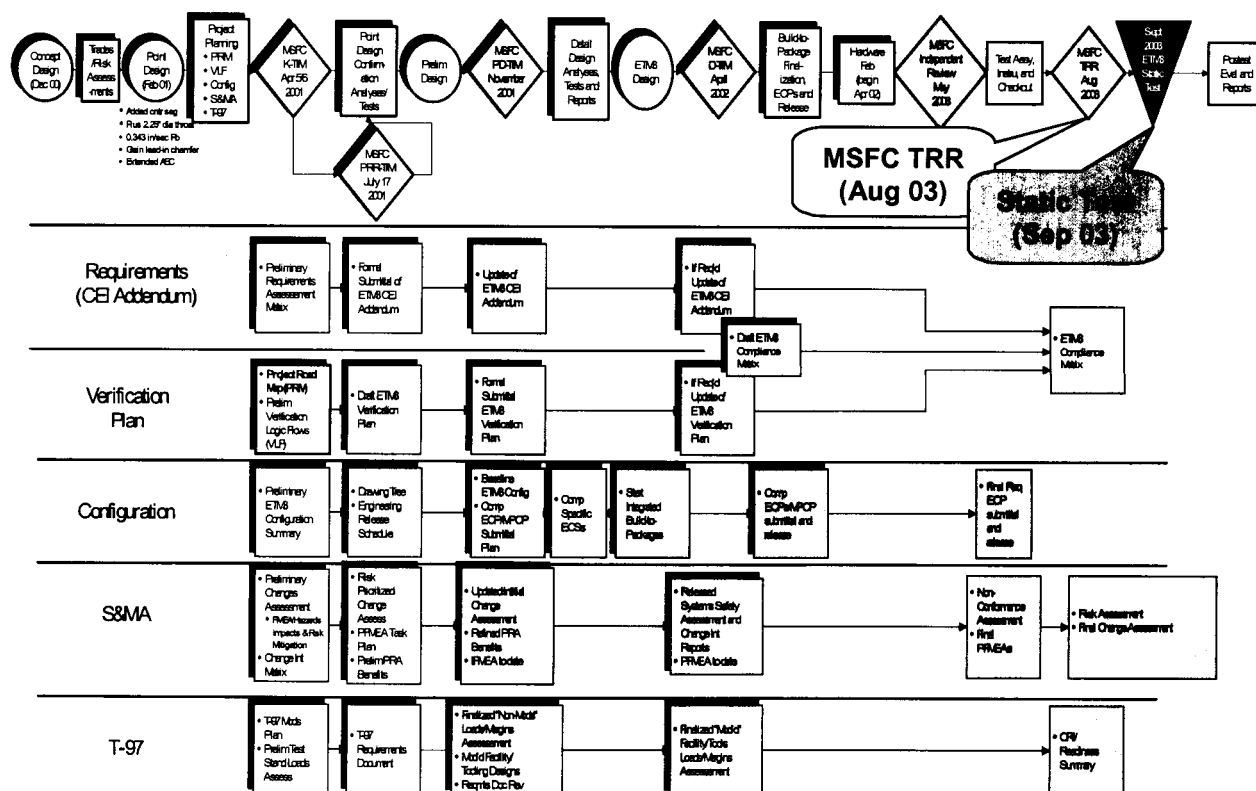 Concept
Design
(Dec 00)
Trades
/Risk
Assess
-ments
Point
Design
(Feb 01)
• Added cntr seg
• Rus 2.25" dia throat
• 0.343 in/sec Rb
• Gain lead-in chamfer
• Extended AEC
Project
Planning
• PRM
• VLF
• Config
• S&MA
• T-97
MSFC
K-TIM
Apr 5-6
2001
Point
Design
Confirm-
ation
Analyses/
Tests
MSFC
PRR-TIM
July 17
2001
Prelim
Design
MSFC
PD-TIM
November
2001
Detail
Design
Analyses,
Tests and
Reports
ETM3
Design
MSFC
D-TIM
April
2002
Build-to-
Package
Final-
ization,
ECPs and
Release
Hardware
Fab
(begin
Apr 02)
MSFC
Independent
Review
May
2003
Test Assy,
Instru, and
Checkout
MSFC
TRR
Aug
2003
Sept
2003
ETM3
Static
Test
Postest
Eval and
Reports
MSFC TRR
(Aug 03)
Static Test
(Sep 03)
Requirements
(CEI Addendum)
• Preliminary
Requirements
Assessment
Matrix
• Formal
Submittal of
ETM3 CEI
Addendum
• Update of
ETM3 CEI
Addendum
• If Req'd
Update of
ETM3 CEI
Addendum
• Draft ETM3
Compliance
Matrix
• ETM3
Compliance
Matrix
Verification
Plan
• Project Road
Map (PRM)
• Prelim
Verification
Logic Flows
(VLF)
• Draft ETM3
Verification
Plan
• Formal
Submittal
ETM3
Verification
Plan
• If Req'd
Update of
ETM3
Verification
Plan
Configuration
• Preliminary
ETM3
Configuration
Summary
• Drawing Tree
• Engineering
Release
Schedule
• Baseline
ETM3 Config
• Comp
ECP/MPCP
Submittal
Plan
• Comp
Specific
ECSs
• Start
Integrated
Build-to-
Packages
• Comp
ECPs/MPCP
submittal and
release
• Final Req
ECP
submittal
and
release
S&MA
• Preliminary
Changes
Assessment
• FMEA/Hazards
Impacts & Risk
Mitigation
• Change Int
Matrix
• Risk
Prioritized
Change
Assess
• PFMEA Task
Plan
• Prelim PRA
Benefits
• Updated Initial
Change
Assessment
• Refined PRA
Benefits
• PFMEA to date
• Released
Systems Safety
Assessment and
Change Int
Reports
• PFMEA to date
• Non-
Conformance
Assessment
• Final
PFMEAs
• Risk Assessment
• Final Change Assessment
T-97
• T-97 Mods
Plan
• Prelim Test
Stand Loads
Assess
• T-97
Requirements
Document
• Finalized "Non-Mods"
Loads/Margins
Assessment
• Mod'd Facility/
Tooling Designs
• Reqmts Doc Rev
• Finalized "Mod'd"
Facility/Tools
Loads/Margins
Assessment
Readiness
Summary